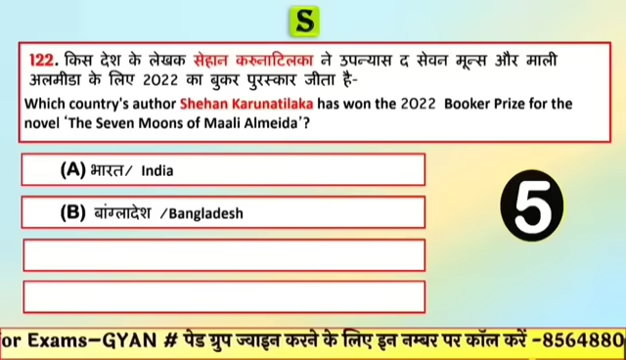 S
122. किस देश के लेखक सेहान करुनाटिलका ने उपन्यास द सेवन मून्स और माली
अलमीडा के लिए 2022 का बुकर पुरस्कार जीता है-
Which country's author Shehan Karunatilaka has won the 2022 Booker Prize for the
novel 'The Seven Moons of Maali Almeida'?
(A) भारत/ India
(B) बांग्लादेश /Bangladesh
5
or Exams-GYAN # पेड ग्रुप ज्वाइन करने के लिए इन नम्बर पर कॉल करें -8564880